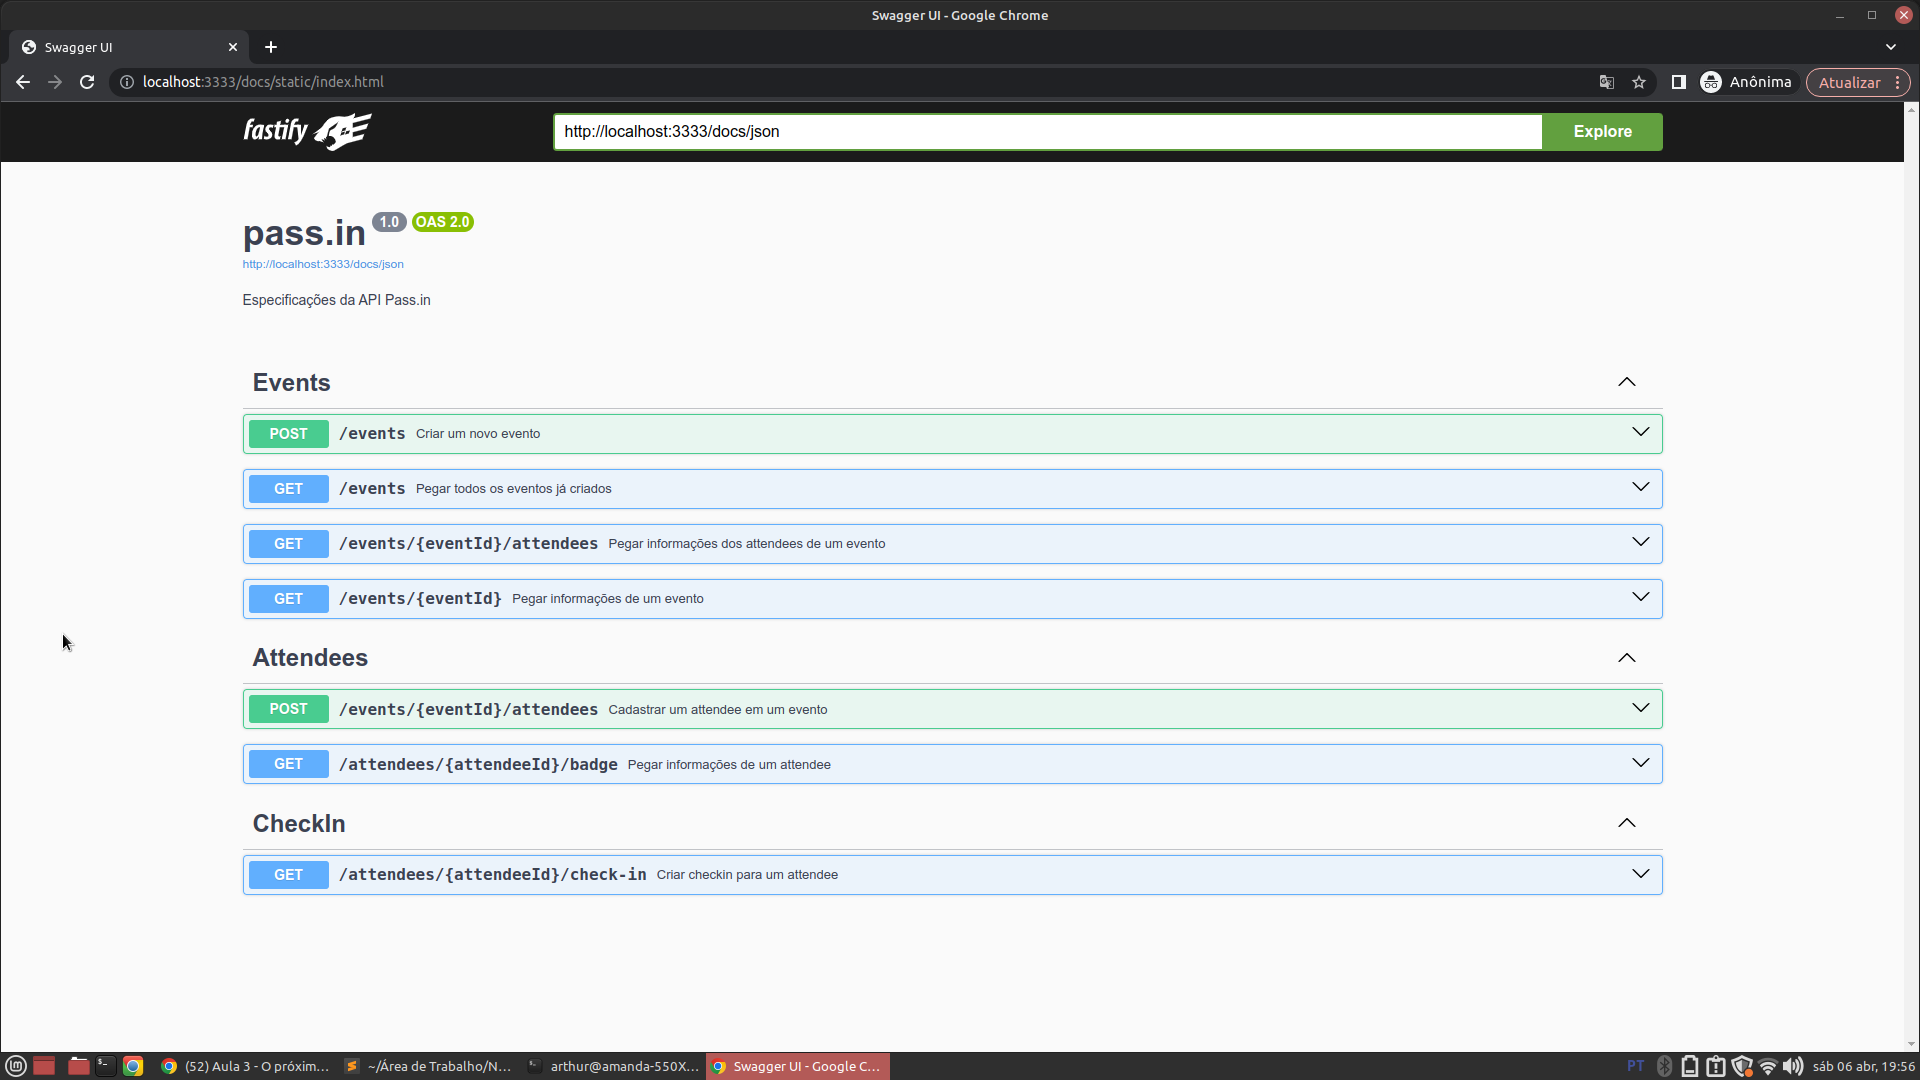 Swagger UI - Google Chrome
Swagger UI
localhost:3333/docs/static/index.html
Anônima
Atualizar
fastify
http://localhost:3333/docs/json
Explore
pass.in 1.0 OAS 2.0
http://localhost:3333/docs/json
Especificações da API Pass.in
Events
POST /events Criar um novo evento
GET /events Pegar todos os eventos já criados
GET /events/{eventId}/attendees Pegar informações dos attendees de um evento
GET /events/{eventId} Pegar informações de um evento
Attendees
POST /events/{eventId}/attendees Cadastrar um attendee em um evento
GET /attendees/{attendeeId}/badge Pegar informações de um attendee
CheckIn
GET /attendees/{attendeeId}/check-in Criar checkin para um attendee
(52) Aula 3 - O próxim...
~/Área de Trabalho/N...
arthur@amanda-550X...
Swagger UI - Google C...
PT
sáb 06 abr, 19:56